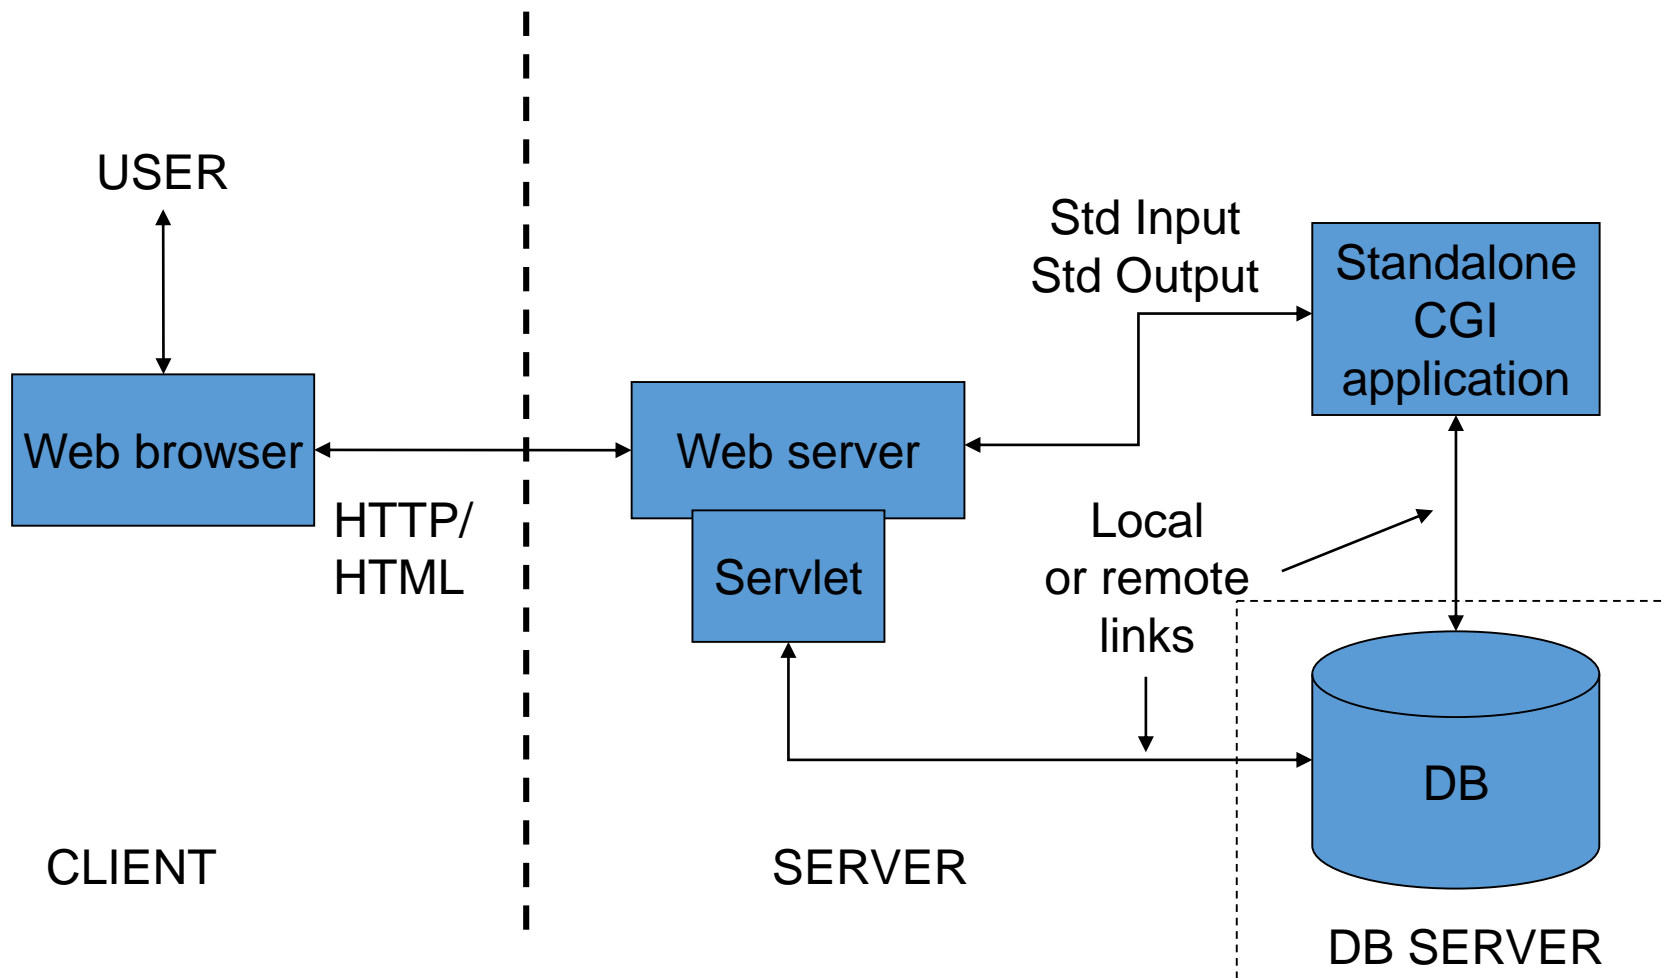 USER
Web browser
HTTP/
HTML
CLIENT
Web server
Servlet
Std Input
Std Output
Standalone
CGI
application
Local
or remote
links
DB
SERVER
DB SERVER